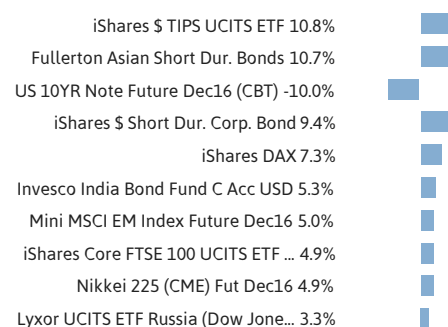 iShares $ TIPS UCITS ETF 10.8%
Fullerton Asian Short Dur. Bonds 10.7%
US 10YR Note Future Dec16 (CBT) -10.0%
iShares $ Short Dur. Corp. Bond 9.4%
iShares DAX 7.3%
Invesco India Bond Fund C Acc USD 5.3%
Mini MSCI EM Index Future Dec16 5.0%
iShares Core FTSE 100 UCITS ETF ... 4.9%
Nikkei 225 (CME) Fut Dec16 4.9%
Lyxor UCITS ETF Russia (Dow Jone... 3.3%